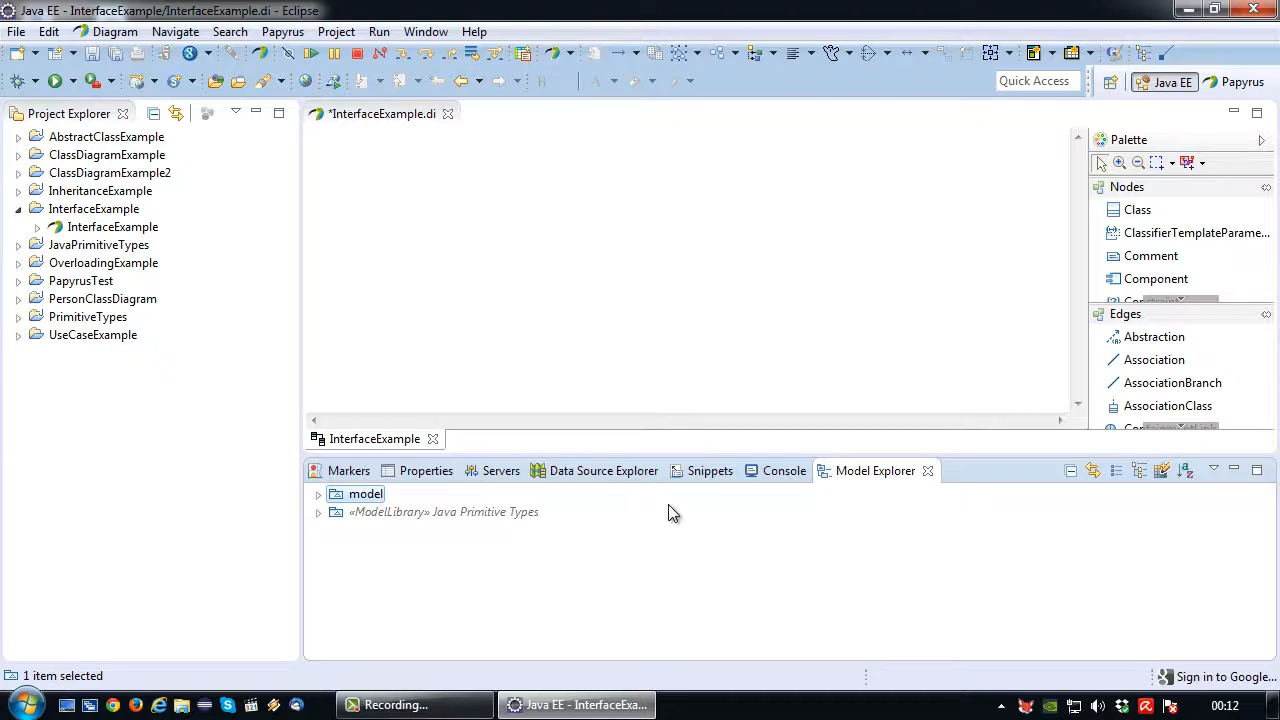 Java EE - InterfaceExample/InterfaceExample.di - Eclipse
File Edit Diagram Navigate Search Papyrus Project Run Window Help
Quick Access Java EE Papyrus
Project Explorer
AbstractClassExample
ClassDiagramExample
ClassDiagramExample2
InheritanceExample
InterfaceExample
InterfaceExample
JavaPrimitiveTypes
OverloadingExample
PapyrusTest
PersonClassDiagram
PrimitiveTypes
UseCaseExample
*InterfaceExample.di
Palette
Nodes
Class
ClassifierTemplateParame...
Comment
Component
Edges
Abstraction
Association
AssociationBranch
AssociationClass
InterfaceExample
Markers Properties Servers Data Source Explorer Snippets Console Model Explorer
model
«ModelLibrary» Java Primitive Types
1 item selected
Sign in to Google...
Recording...
Java EE - InterfaceExa...
00:12